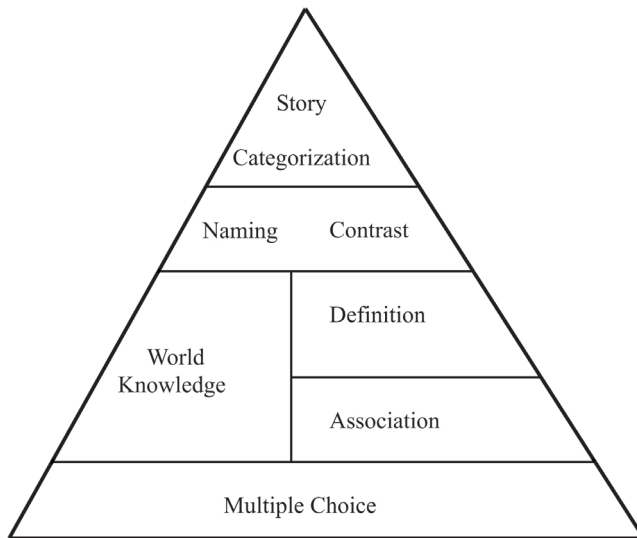 Story
Categorization
Naming Contrast
Definition
World
Knowledge
Association
Multiple Choice